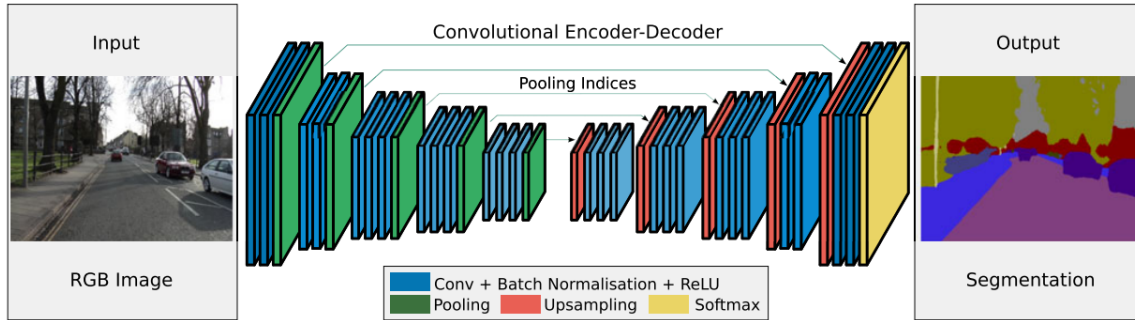 Input
RGB Image
Convolutional Encoder-Decoder
Pooling Indices
Conv + Batch Normalisation + ReLU
Pooling
Upsampling
Softmax
Output
Segmentation